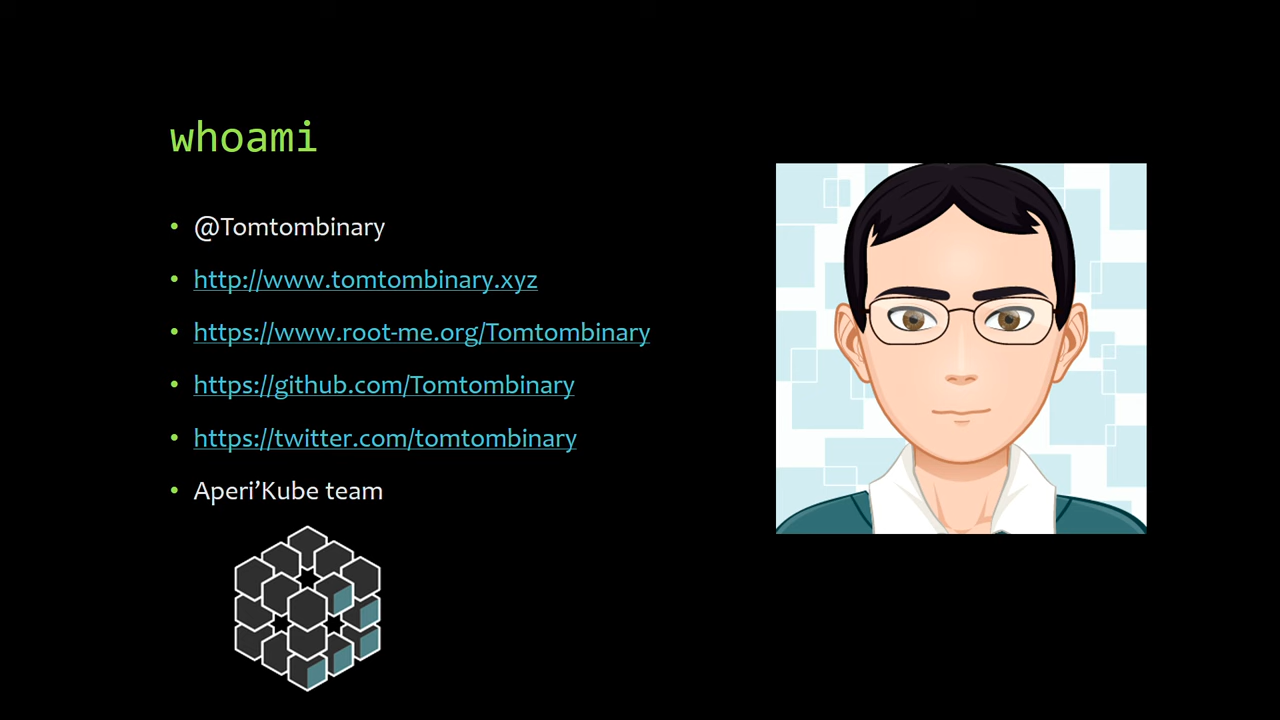 whoami
@Tomtombinary
http://www.tomtombinary.xyz
https://www.root-me.org/Tomtombinary
https://github.com/Tomtombinary
https://twitter.com/tomtombinary
Aperi’Kube team